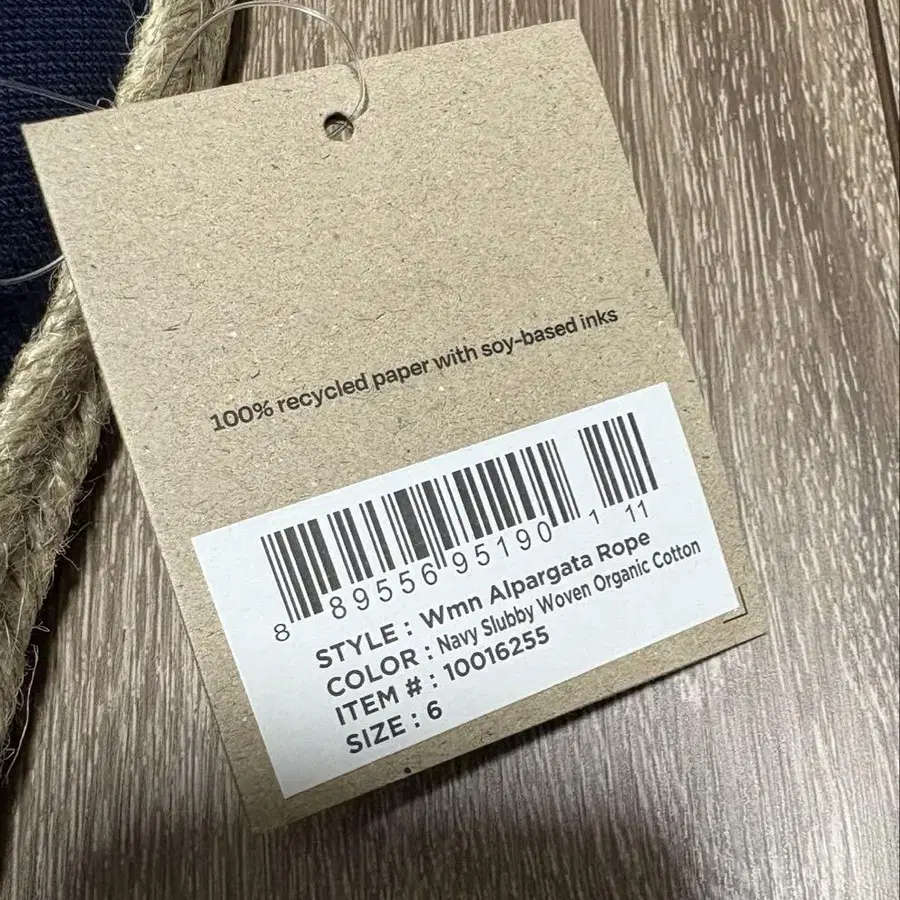 100% recycled paper with soy-based inks
8 89556 95190 1 11
STYLE : Wmn Alpargata Rope
COLOR : Navy Slubby Woven Organic Cotton
ITEM # : 10016255
SIZE : 6